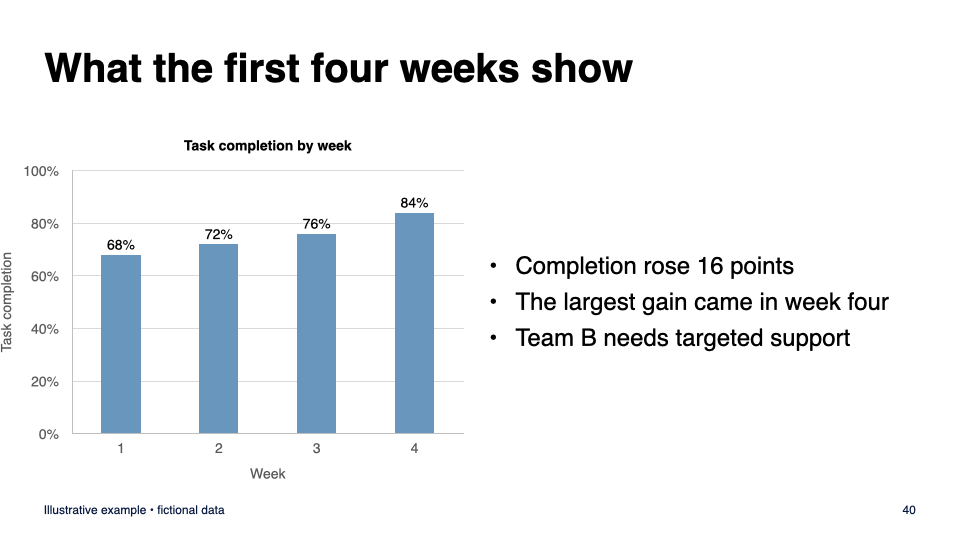 What the first four weeks show
Task completion by week
Task completion
100%
80%
60%
40%
20%
0%
68%
72%
76%
84%
1
2
3
4
Week
• Completion rose 16 points
• The largest gain came in week four
• Team B needs targeted support
Illustrative example • fictional data
40